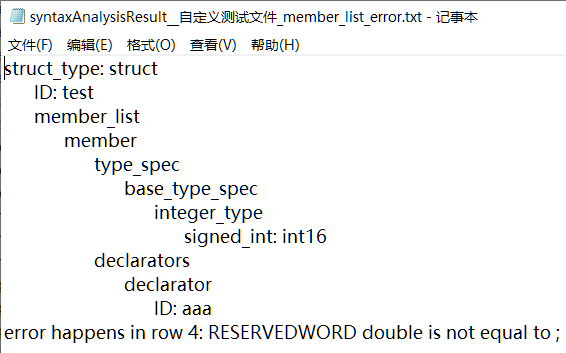 syntaxAnalysisResult__自定义测试文件_member_list_error.txt - 记事本
文件(F) 编辑(E) 格式(O) 查看(V) 帮助(H)
struct_type: struct
ID: test
member_list
member
type_spec
base_type_spec
integer_type
signed_int: int16
declarators
declarator
ID: aaa
error happens in row 4: RESERVEDWORD double is not equal to ;